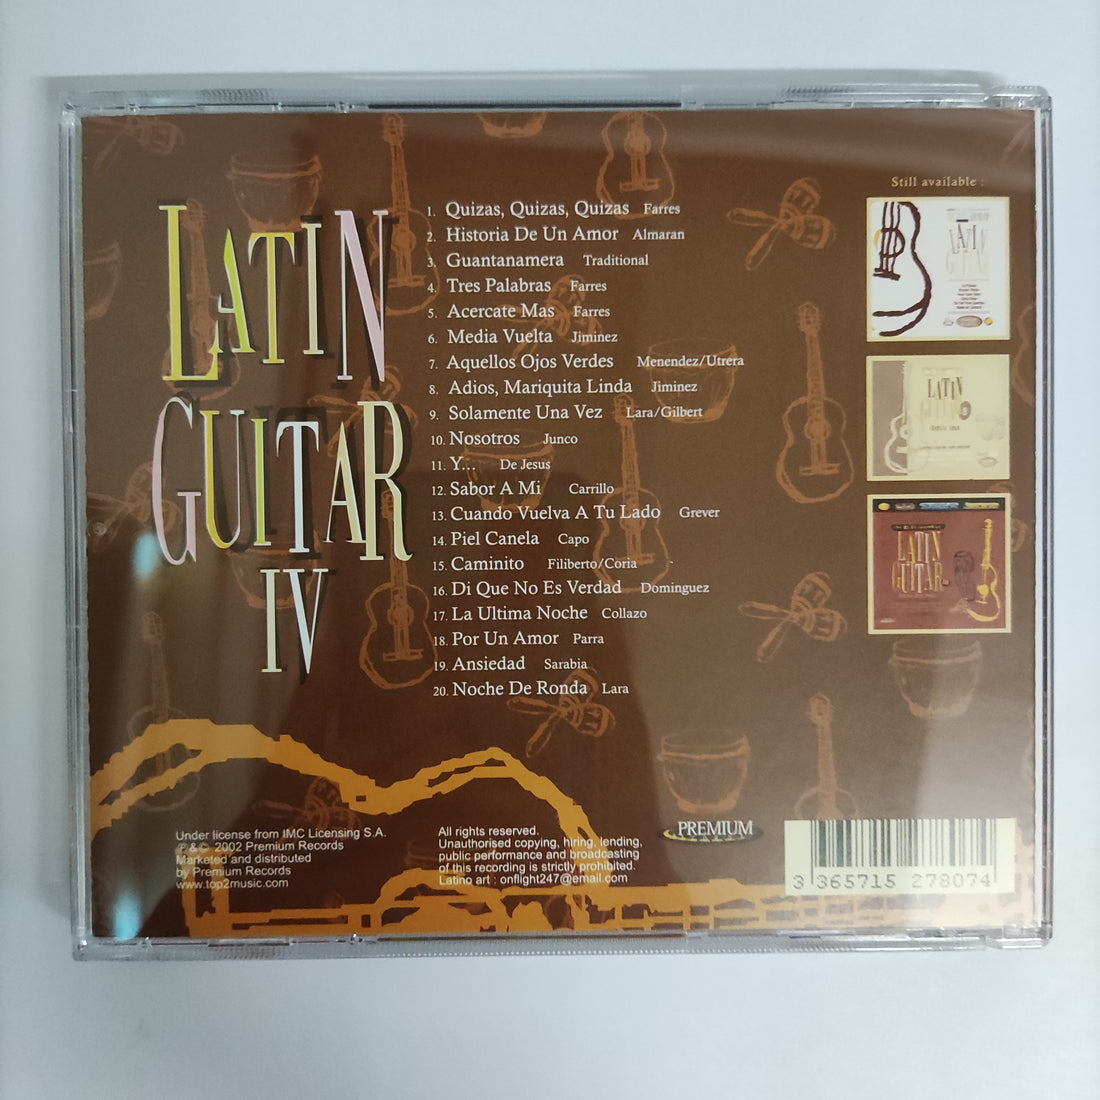 LATIN
GUITAR
IV
1. Quizas, Quizas, Quizas Farres
2. Historia De Un Amor Almaran
3. Guantanamera Traditional
4. Tres Palabras Farres
5. Acercate Mas Farres
6. Media Vuelta Jiminez
7. Aquellos Ojos Verdes Menendez/Utrera
8. Adios, Mariquita Linda Jiminez
9. Solamente Una Vez Lara/Gilbert
10. Nosotros Junco
11. Y... De Jesus
12. Sabor A Mi Carrillo
13. Cuando Vuelva A Tu Lado Grever
14. Piel Canela Capo
15. Caminito Filiberto/Coria
16. Di Que No Es Verdad Dominguez
17. La Ultima Noche Collazo
18. Por Un Amor Parra
19. Ansiedad Sarabia
20. Noche De Ronda Lara
Still available :
LATIN
GUITAR
LATIN
GUITAR
LATIN
GUITAR
Under license from IMC Licensing S.A.
℗&© 2002 Premium Records
Marketed and distributed
by Premium Records
www.top2music.com
All rights reserved.
Unauthorised copying, hiring, lending,
public performance and broadcasting
of this recording is strictly prohibited.
Latino art : onflight247@email.com
PREMIUM
3 365715 278074